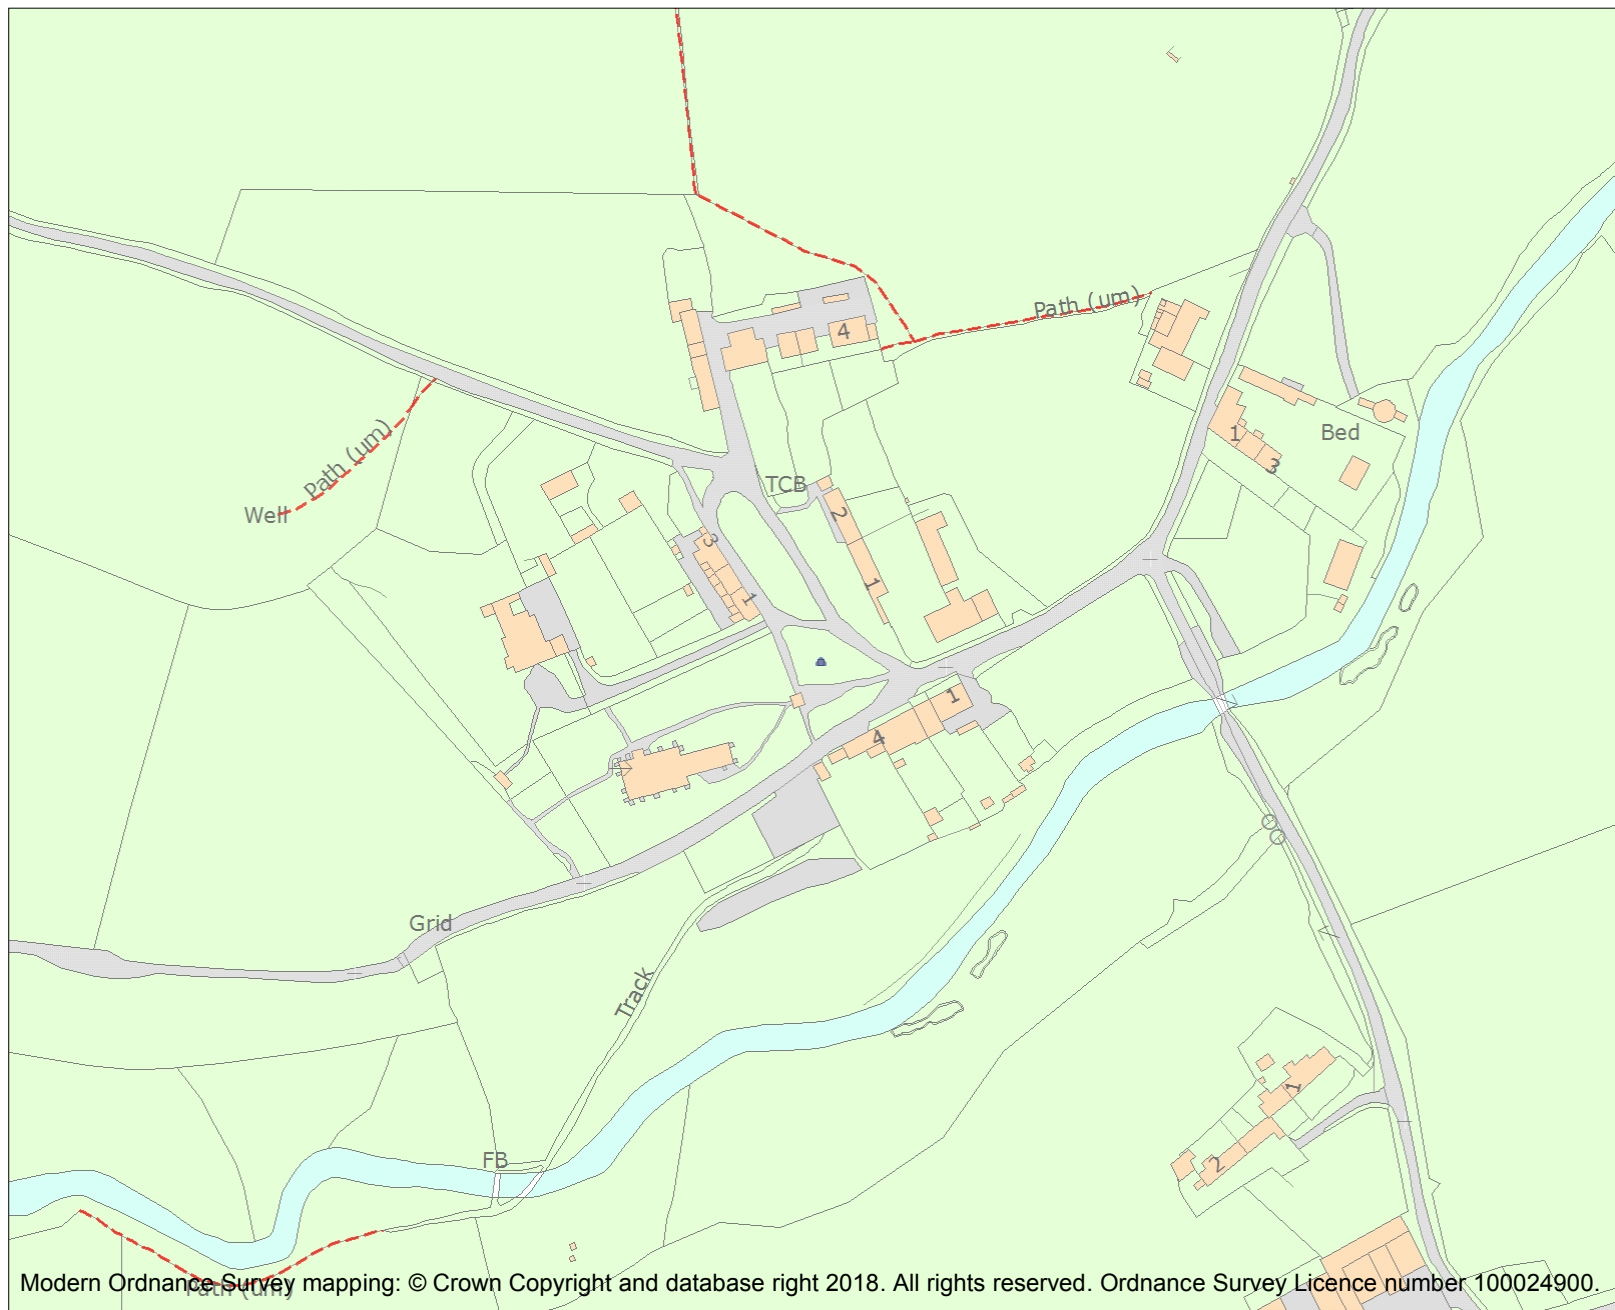 Path (um)
4
Path (um)
Well
TCB
2
1
3
1
1
3
Bed
1
4
Grid
Track
FB
1
2
Path (um)
Modern Ordnance Survey mapping: © Crown Copyright and database right 2018. All rights reserved. Ordnance Survey Licence number 100024900.